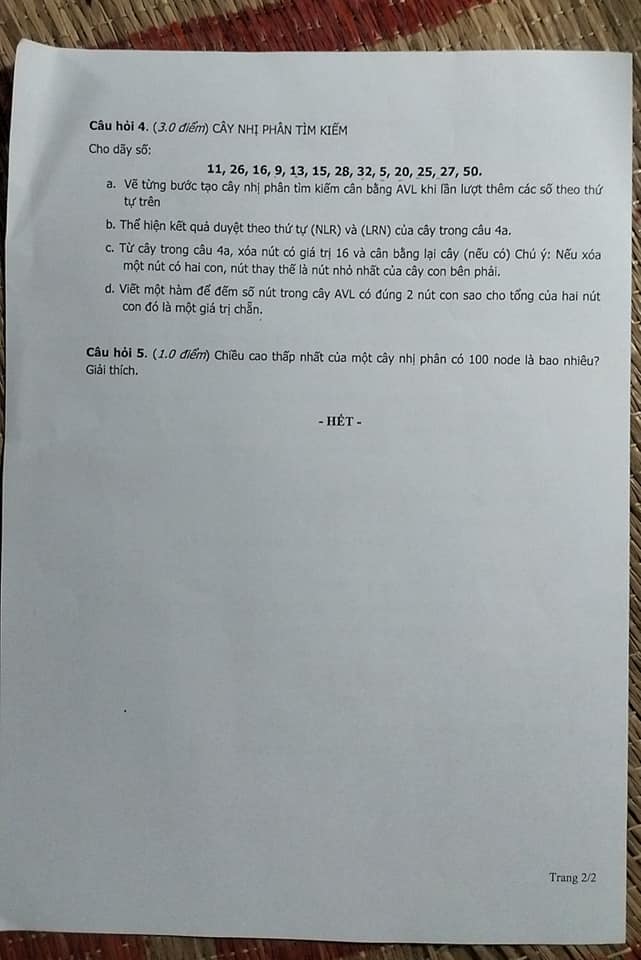 Câu hỏi 4. (3.0 điểm) CÂY NHỊ PHÂN TÌM KIẾM
Cho dãy số:
11, 26, 16, 9, 13, 15, 28, 32, 5, 20, 25, 27, 50.
a. Vẽ từng bước tạo cây nhị phân tìm kiếm cân bằng AVL khi lần lượt thêm các số theo thứ
tự trên
b. Thể hiện kết quả duyệt theo thứ tự (NLR) và (LRN) của cây trong câu 4a.
c. Từ cây trong câu 4a, xóa nút có giá trị 16 và cân bằng lại cây (nếu có) Chú ý: Nếu xóa
một nút có hai con, nút thay thế là nút nhỏ nhất của cây con bên phải.
d. Viết một hàm để đếm số nút trong cây AVL có đúng 2 nút con sao cho tổng của hai nút
con đó là một giá trị chẵn.
Câu hỏi 5. (1.0 điểm) Chiều cao thấp nhất của một cây nhị phân có 100 node là bao nhiêu?
Giải thích.
- HẾT -
Trang 2/2